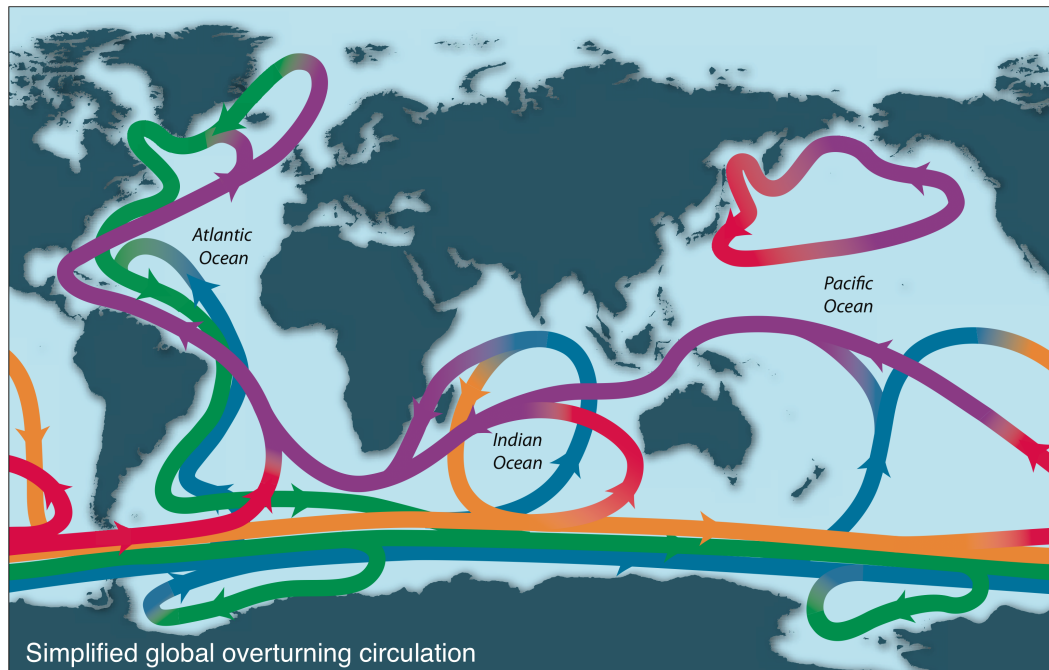 Atlantic
Ocean
Pacific
Ocean
Indian
Ocean
Simplified global overturning circulation